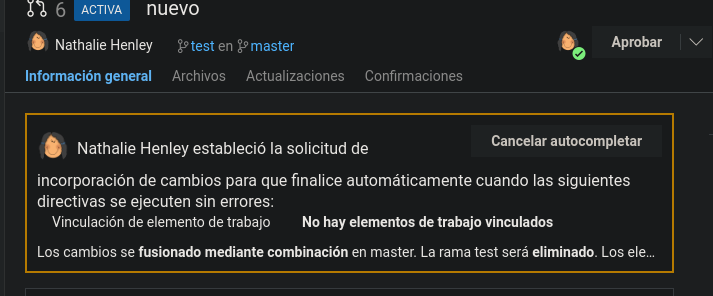 6 ACTIVA nuevo
Nathalie Henley test en master Aprobar
Información general Archivos Actualizaciones Confirmaciones
Nathalie Henley estableció la solicitud de Cancelar autocompletar
incorporación de cambios para que finalice automáticamente cuando las siguientes
directivas se ejecuten sin errores:
Vinculación de elemento de trabajo No hay elementos de trabajo vinculados
Los cambios se fusionado mediante combinación en master. La rama test será eliminado. Los ele…